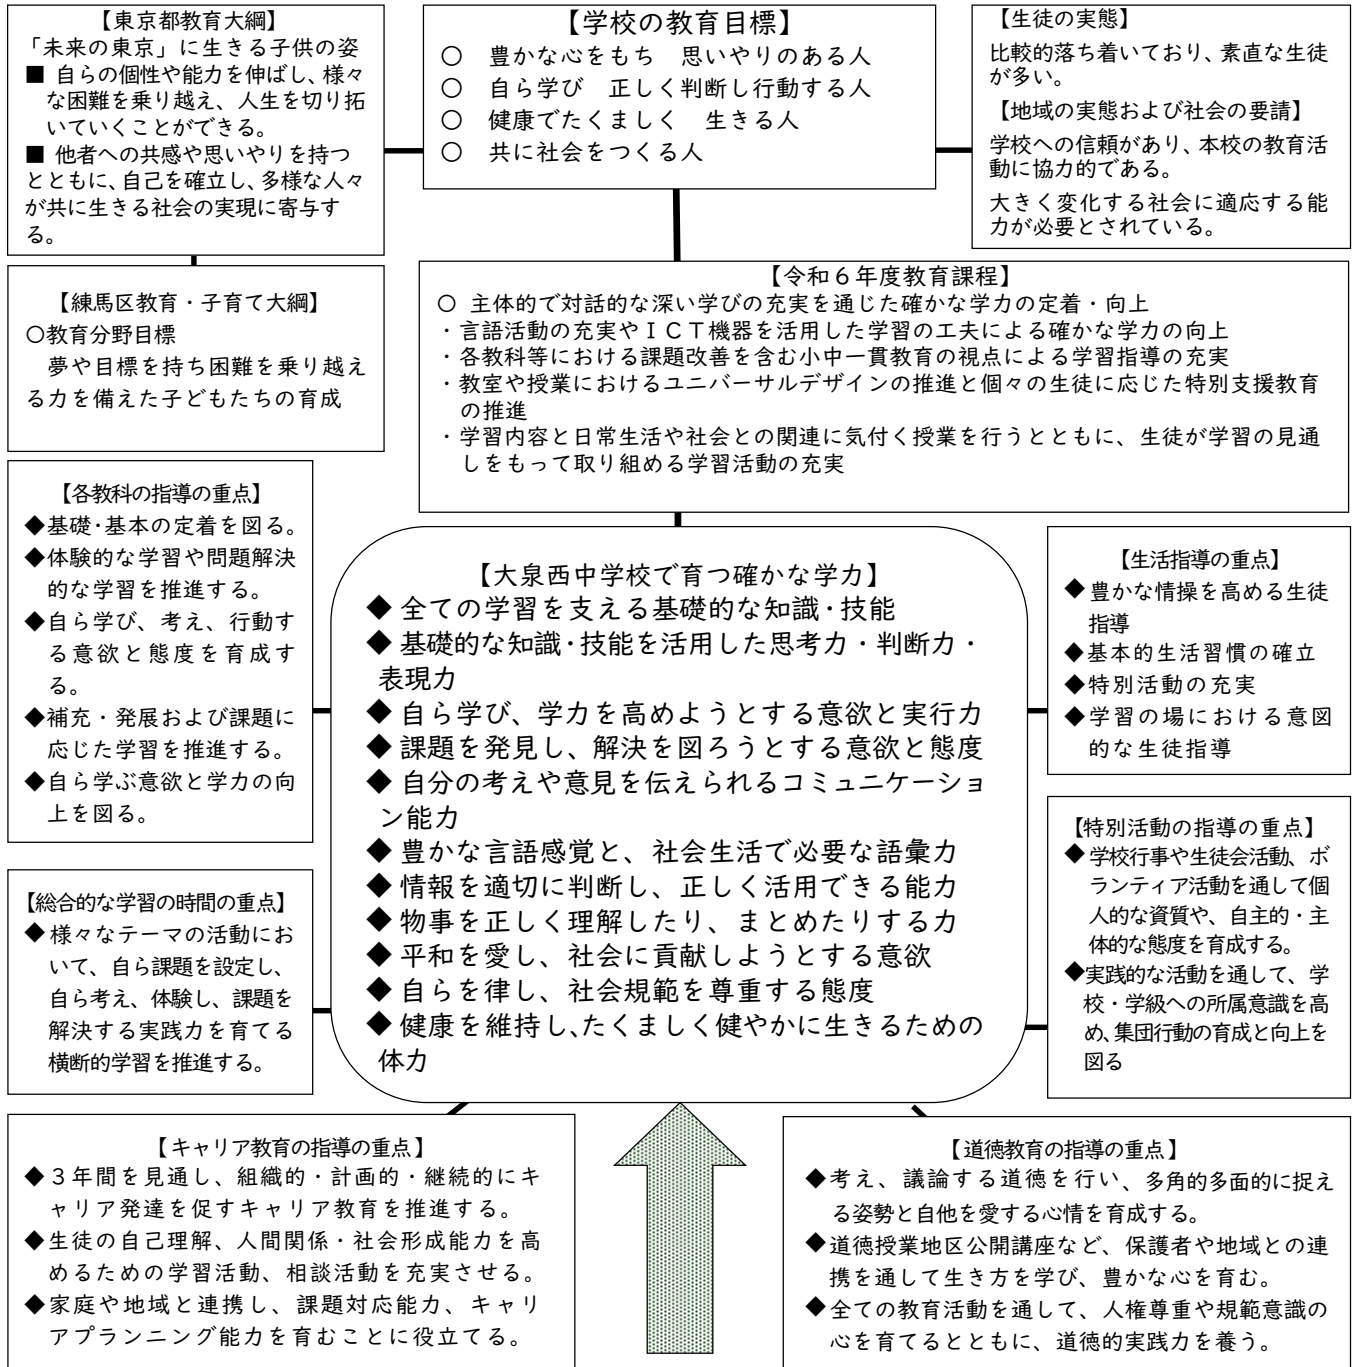 【東京都教育大綱】
「未来の東京」に生きる子供の姿
■ 自らの個性や能力を伸ばし、様々
な困難を乗り越え、人生を切り拓
いていくことができる。
■ 他者への共感や思いやりを持つ
とともに、自己を確立し、多様な人々
が共に生きる社会の実現に寄与す
る。
【学校の教育目標】
○ 豊かな心をもち 思いやりのある人
○ 自ら学び 正しく判断し行動する人
○ 健康でたくましく 生きる人
○ 共に社会をつくる人
【生徒の実態】
比較的落ち着いており、素直な生徒
が多い。
【地域の実態および社会の要請】
学校への信頼があり、本校の教育活
動に協力的である。
大きく変化する社会に適応する能
力が必要とされている。
【練馬区教育・子育て大綱】
○教育分野目標
夢や目標を持ち困難を乗り越え
る力を備えた子どもたちの育成
【令和6年度教育課程】
○ 主体的で対話的な深い学びの充実を通じた確かな学力の定着・向上
・言語活動の充実やICT機器を活用した学習の工夫による確かな学力の向上
・各教科等における課題改善を含む小中一貫教育の視点による学習指導の充実
・教室や授業におけるユニバーサルデザインの推進と個々の生徒に応じた特別支援教育
の推進
・学習内容と日常生活や社会との関連に気付く授業を行うとともに、生徒が学習の見通
しをもって取り組める学習活動の充実
【各教科の指導の重点】
◆基礎・基本の定着を図る。
◆体験的な学習や問題解決
的な学習を推進する。
◆自ら学び、考え、行動す
る意欲と態度を育成す
る。
◆補充・発展および課題に
応じた学習を推進する。
◆自ら学ぶ意欲と学力の向
上を図る。
【大泉西中学校で育つ確かな学力】
◆ 全ての学習を支える基礎的な知識・技能
◆ 基礎的な知識・技能を活用した思考力・判断力・
表現力
◆ 自ら学び、学力を高めようとする意欲と実行力
◆ 課題を発見し、解決を図ろうとする意欲と態度
◆ 自分の考えや意見を伝えられるコミュニケーショ
ン能力
◆ 豊かな言語感覚と、社会生活で必要な語彙力
◆ 情報を適切に判断し、正しく活用できる能力
◆ 物事を正しく理解したり、まとめたりする力
◆ 平和を愛し、社会に貢献しようとする意欲
◆ 自らを律し、社会規範を尊重する態度
◆ 健康を維持し、たくましく健やかに生きるための
体力
【生活指導の重点】
◆ 豊かな情操を高める生徒
指導
◆基本的生活習慣の確立
◆特別活動の充実
◆学習の場における意図
的な生徒指導
【総合的な学習の時間の重点】
◆ 様々なテーマの活動にお
いて、自ら課題を設定し、
自ら考え、体験し、課題を
解決する実践力を育てる
横断的学習を推進する。
【特別活動の指導の重点】
◆ 学校行事や生徒会活動、ボ
ランティア活動を通して個
人的な資質や、自主的・主
体的な態度を育成する。
◆実践的な活動を通して、学
校・学級への所属意識を高
め、集団行動の育成と向上を
図る
【キャリア教育の指導の重点】
◆3年間を見通し、組織的・計画的・継続的にキ
ャリア発達を促すキャリア教育を推進する。
◆生徒の自己理解、人間関係・社会形成能力を高
めるための学習活動、相談活動を充実させる。
◆家庭や地域と連携し、課題対応能力、キャリ
アプランニング能力を育むことに役立てる。
【道徳教育の指導の重点】
◆考え、議論する道徳を行い、多角的多面的に捉え
る姿勢と自他を愛する心情を育成する。
◆道徳授業地区公開講座など、保護者や地域との連
携を通して生き方を学び、豊かな心を育む。
◆全ての教育活動を通して、人権尊重や規範意識の
心を育てるとともに、道徳的実践力を養う。